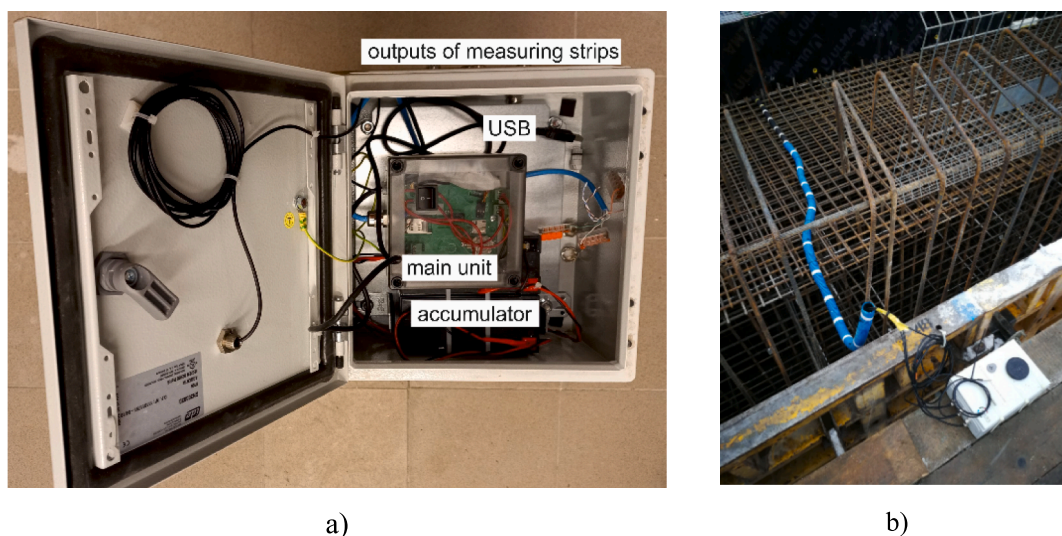 outputs of measuring strips
USB
main unit
accumulator
a)
b)